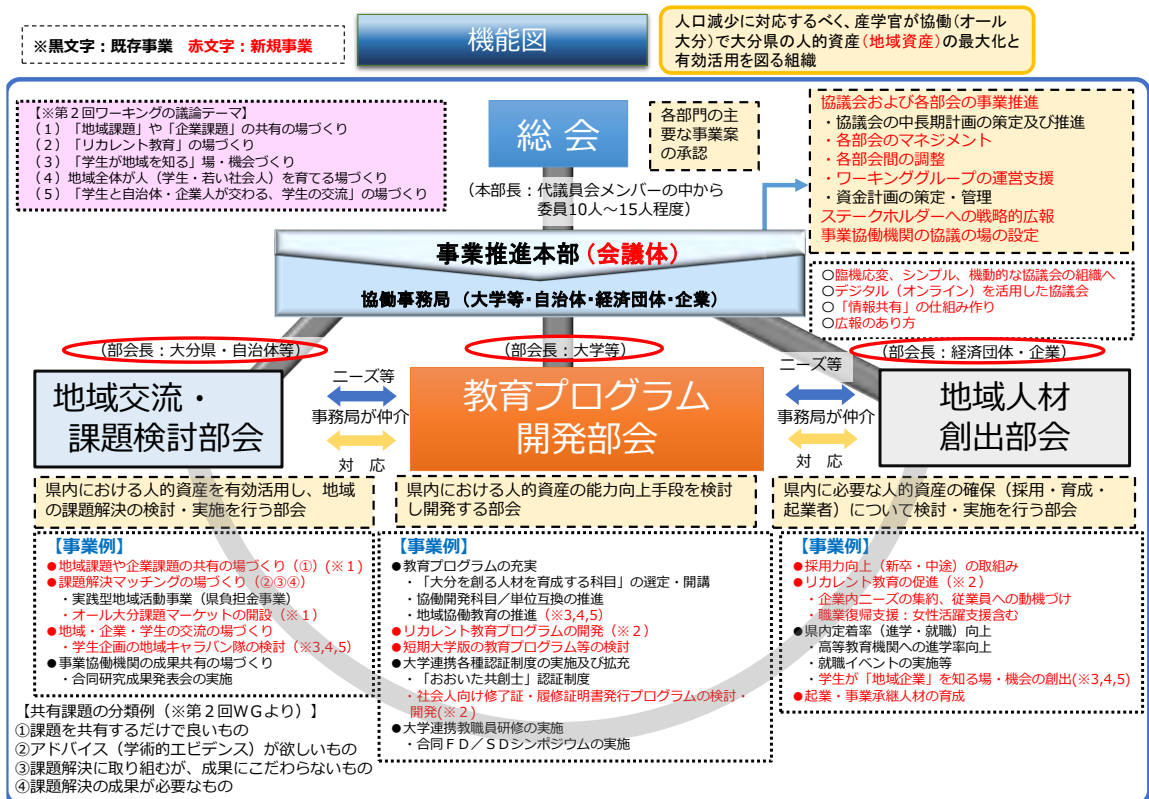 ※黒文字:既存事業　赤文字:新規事業
機能図
人口減少に対応するべく、産学官が協働(オール
大分)で大分県の人的資産(地域資産)の最大化と
有効活用を図る組織
【※第2回ワーキングの議論テーマ】
(1)「地域課題」や「企業課題」の共有の場づくり
(2)「リカレント教育」の場づくり
(3)「学生が地域を知る」場・機会づくり
(4)地域全体が人(学生・若い社会人)を育てる場づくり
(5)「学生と自治体・企業人が交わる、学生の交流」の場づくり
総会
各部門の主
要な事業案
の承認
(本部長:代議員会メンバーの中から
委員10人~15人程度)
協議会および各部会の事業推進
・協議会の中長期計画の策定及び推進
・各部会のマネジメント
・各部会間の調整
・ワーキンググループの運営支援
・資金計画の策定・管理
ステークホルダーへの戦略的広報
事業協働機関の協議の場の設定
事業推進本部(会議体)
協働事務局(大学等・自治体・経済団体・企業)
○臨機応変、シンプル、機動的な協議会の組織へ
○デジタル(オンライン)を活用した協議会
○「情報共有」の仕組み作り
○広報のあり方
(部会長:大分県・自治体等)
地域交流・
課題検討部会
ニーズ等
事務局が仲介
対　応
(部会長:大学等)
教育プログラム
開発部会
ニーズ等
事務局が仲介
対　応
(部会長:経済団体・企業)
地域人材
創出部会
県内における人的資産を有効活用し、地域
の課題解決の検討・実施を行う部会
県内における人的資産の能力向上手段を検討
し開発する部会
県内に必要な人的資産の確保(採用・育成・
起業者)について検討・実施を行う部会
【事業例】
●地域課題や企業課題の共有の場づくり(①)(※1)
●課題解決マッチングの場づくり(②③④)
・実践型地域活動事業(県負担金事業)
・オール大分課題マーケットの開設(※1)
●地域・企業・学生の交流の場づくり
・学生企画の地域キャラバン隊の検討(※3,4,5)
●事業協働機関の成果共有の場づくり
・合同研究成果発表会の実施
【共有課題の分類例(※第2回WGより)】
①課題を共有するだけで良いもの
②アドバイス(学術的エビデンス)が欲しいもの
③課題解決に取り組むが、成果にこだわらないもの
④課題解決の成果が必要なもの
【事業例】
●教育プログラムの充実
・「大分を創る人材を育成する科目」の選定・開講
・協働開発科目/単位互換の推進
・地域協働教育の推進(※3,4,5)
●リカレント教育プログラムの開発(※2)
●短期大学版の教育プログラム等の検討
●大学連携各種認証制度の実施及び拡充
・「おおいた共創士」認証制度
・社会人向け修了証・履修証明書発行プログラムの検討・
開発(※2)
●大学連携教職員研修の実施
・合同FD/SDシンポジウムの実施
【事業例】
●採用力向上(新卒・中途)の取組み
●リカレント教育の促進(※2)
・企業内ニーズの集約、従業員への動機づけ
・職業復帰支援:女性活躍支援含む
●県内定着率(進学・就職)向上
・高等教育機関への進学率向上
・就職イベントの実施等
・学生が「地域企業」を知る場・機会の創出(※3,4,5)
●起業・事業承継人材の育成